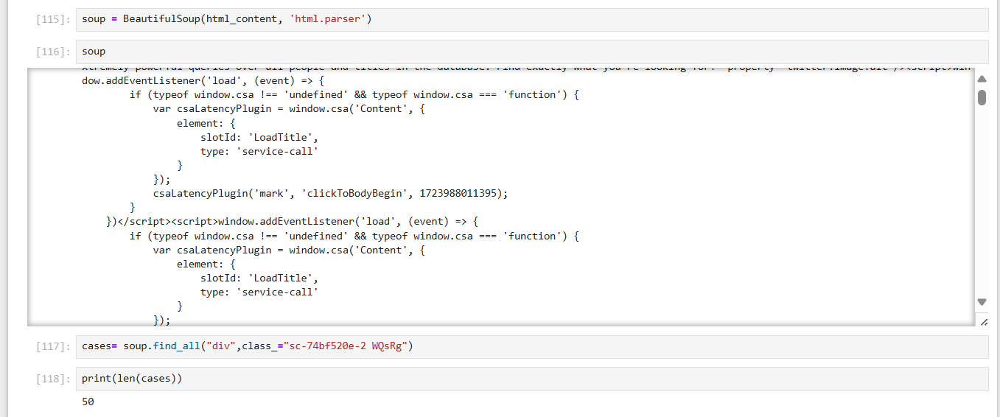 [115]: soup = BeautifulSoup(html_content, 'html.parser')
[116]: soup
xtremely powerful queries over all people and titles in the database. Find exactly what you're looking for!" property="twitter:image:alt"/><script>win
dow.addEventListener('load', (event) => {
if (typeof window.csa !== 'undefined' && typeof window.csa === 'function') {
var csaLatencyPlugin = window.csa('Content', {
element: {
slotId: 'LoadTitle',
type: 'service-call'
}
});
csaLatencyPlugin('mark', 'clickToBodyBegin', 1723988011395);
}
})</script><script>window.addEventListener('load', (event) => {
if (typeof window.csa !== 'undefined' && typeof window.csa === 'function') {
var csaLatencyPlugin = window.csa('Content', {
element: {
slotId: 'LoadTitle',
type: 'service-call'
}
});
[117]: cases= soup.find_all("div",class_="sc-74bf520e-2 WQsRg")
[118]: print(len(cases))
50